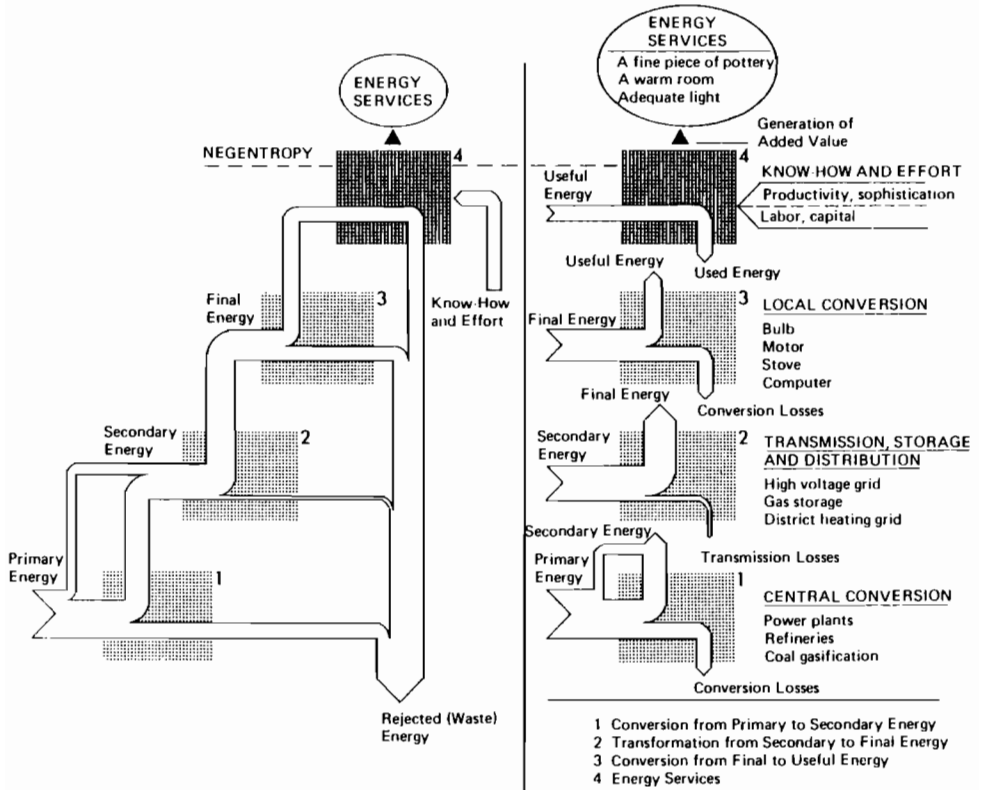 ENERGY
SERVICES
NEGENTROPY
4
Know-How
and Effort
Final
Energy
3
Secondary
Energy
2
Primary
Energy
1
Rejected (Waste)
Energy
ENERGY
SERVICES
A fine piece of pottery
A warm room
Adequate light
Generation of
Added Value
4
KNOW-HOW AND EFFORT
Productivity, sophistication
Labor, capital
Useful
Energy
Used Energy
Useful Energy
3
LOCAL CONVERSION
Final Energy
Bulb
Motor
Stove
Computer
Conversion Losses
Final Energy
2
TRANSMISSION, STORAGE
AND DISTRIBUTION
Secondary
Energy
High voltage grid
Gas storage
District heating grid
Transmission Losses
Secondary Energy
Primary
Energy
1
CENTRAL CONVERSION
Power plants
Refineries
Coal gasification
Conversion Losses
1 Conversion from Primary to Secondary Energy
2 Transformation from Secondary to Final Energy
3 Conversion from Final to Useful Energy
4 Energy Services